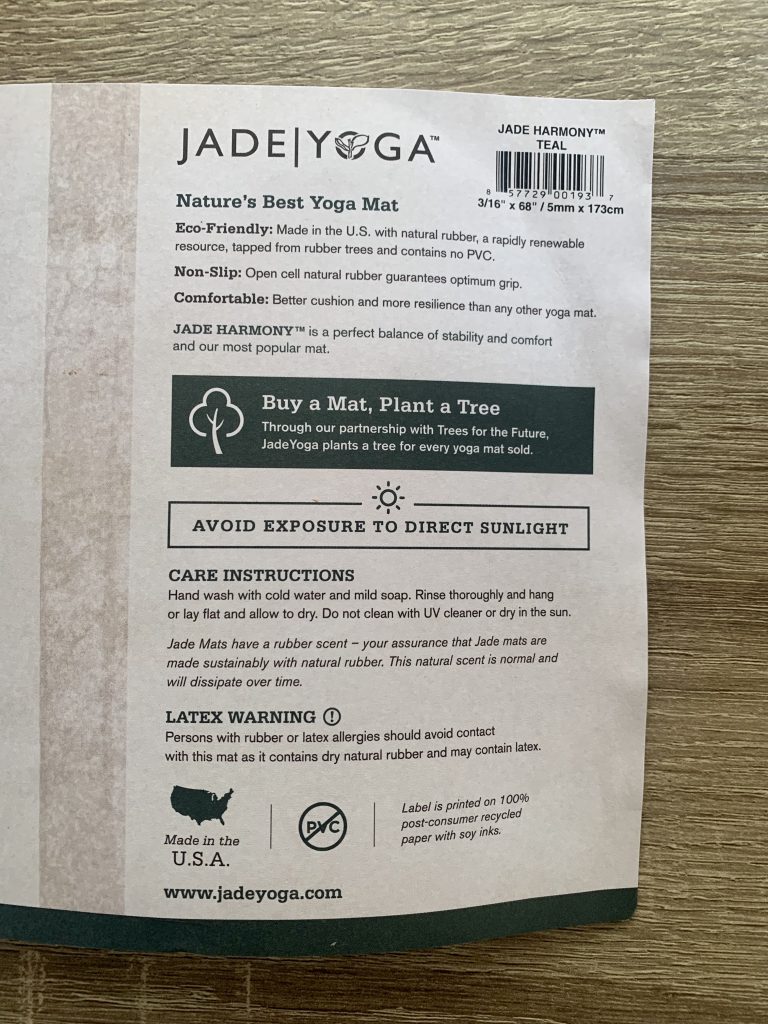 JADE|YOGA™
JADE HARMONY™
TEAL
8 57729 00193 7
3/16" x 68" / 5mm x 173cm
Nature's Best Yoga Mat
Eco-Friendly: Made in the U.S. with natural rubber, a rapidly renewable
resource, tapped from rubber trees and contains no PVC.
Non-Slip: Open cell natural rubber guarantees optimum grip.
Comfortable: Better cushion and more resilience than any other yoga mat.
JADE HARMONY™ is a perfect balance of stability and comfort
and our most popular mat.
Buy a Mat, Plant a Tree
Through our partnership with Trees for the Future,
JadeYoga plants a tree for every yoga mat sold.
AVOID EXPOSURE TO DIRECT SUNLIGHT
CARE INSTRUCTIONS
Hand wash with cold water and mild soap. Rinse thoroughly and hang
or lay flat and allow to dry. Do not clean with UV cleaner or dry in the sun.
Jade Mats have a rubber scent – your assurance that Jade mats are
made sustainably with natural rubber. This natural scent is normal and
will dissipate over time.
LATEX WARNING
Persons with rubber or latex allergies should avoid contact
with this mat as it contains dry natural rubber and may contain latex.
Made in the
U.S.A.
PVC
Label is printed on 100%
post-consumer recycled
paper with soy inks.
www.jadeyoga.com